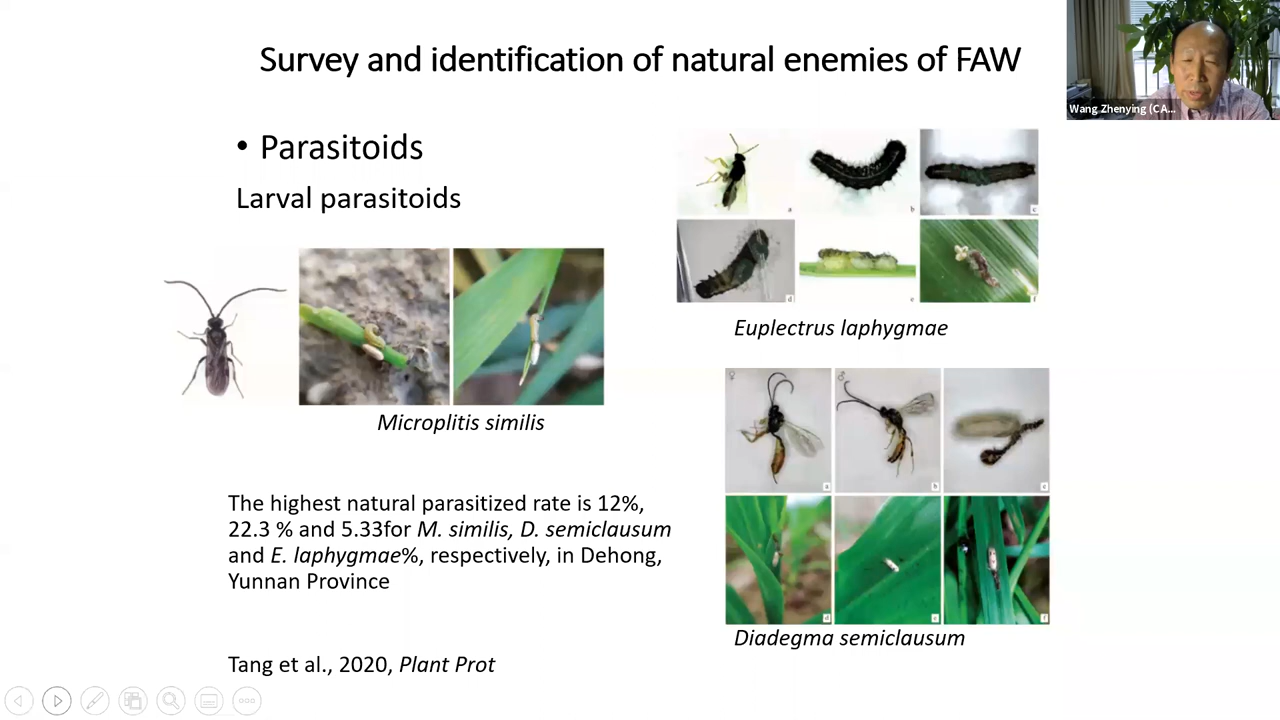 Survey and identification of natural enemies of FAW
Wang Zhenying (CA...
• Parasitoids
Larval parasitoids
a
b
c
d
e
f
Euplectrus laphygmae
Microplitis similis
♀
a
♂
b
c
d
e
f
Diadegma semiclausum
The highest natural parasitized rate is 12%,
22.3 % and 5.33for M. similis, D. semiclausum
and E. laphygmae%, respectively, in Dehong,
Yunnan Province
Tang et al., 2020, Plant Prot